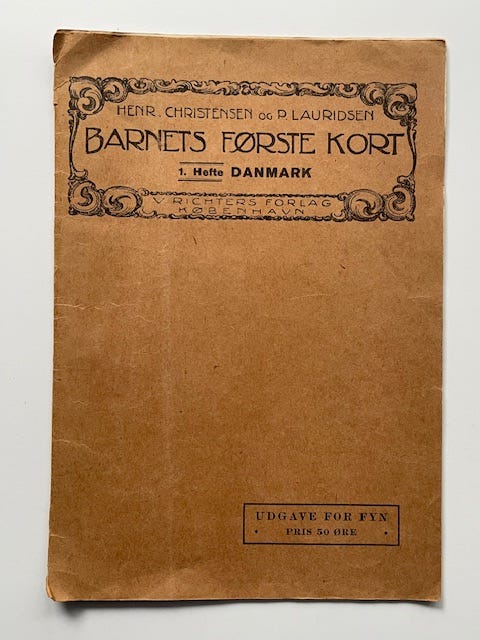 HENR. CHRISTENSEN OG P. LAURIDSEN
BARNETS FØRSTE KORT
1. Hefte DANMARK
V. RICHTERS FORLAG
KØBENHAVN
UDGAVE FOR FYN
PRIS 50 ØRE